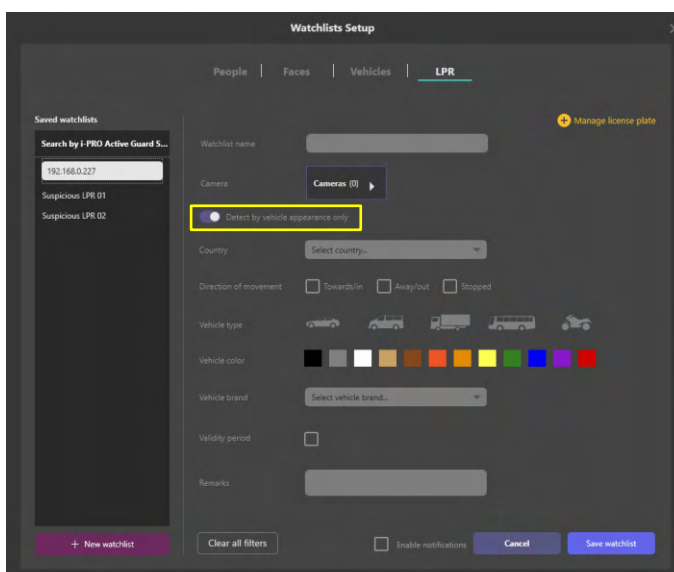 Watchlists Setup
People | Faces | Vehicles | LPR
Saved watchlists
Manage license plate
Search by i-PRO Active Guard S...
192.168.0.227
Suspicious LPR 01
Suspicious LPR 02
+ New watchlist
Watchlist name
Camera
Cameras (0)
Detect by vehicle appearance only
Country
Select country...
Direction of movement
Towards/in
Away/out
Stopped
Vehicle type
Vehicle color
Vehicle brand
Select vehicle brand...
Validity period
Remarks
Clear all filters
Enable notifications
Cancel
Save watchlist